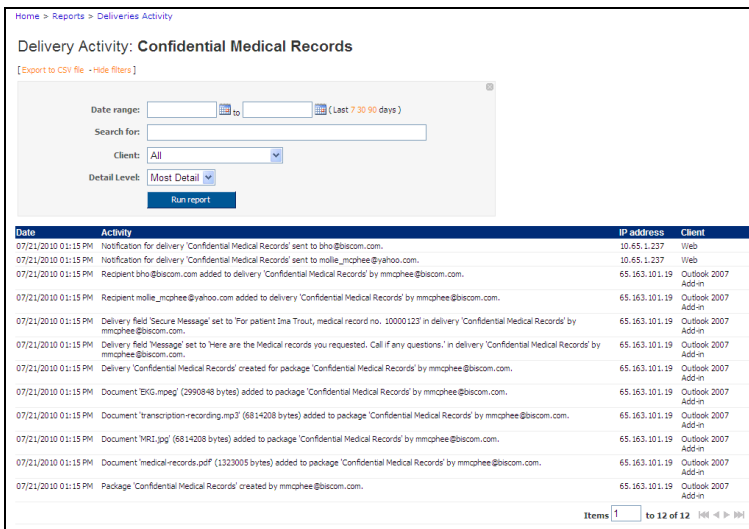 Home > Reports > Deliveries Activity
Delivery Activity: Confidential Medical Records
[ Export to CSV file - Hide filters ]
Date range: to ( Last 7 30 90 days )
Search for:
Client: All
Detail Level: Most Detail
Run report
Date Activity IP address Client
07/21/2010 01:15 PM Notification for delivery 'Confidential Medical Records' sent to bho@biscom.com. 10.65.1.237 Web
07/21/2010 01:15 PM Notification for delivery 'Confidential Medical Records' sent to mollie_mcphee@yahoo.com. 10.65.1.237 Web
07/21/2010 01:15 PM Recipient bho@biscom.com added to delivery 'Confidential Medical Records' by mmcphee@biscom.com. 65.163.101.19 Outlook 2007
Add-in
07/21/2010 01:15 PM Recipient mollie_mcphee@yahoo.com added to delivery 'Confidential Medical Records' by mmcphee@biscom.com. 65.163.101.19 Outlook 2007
Add-in
07/21/2010 01:15 PM Delivery field 'Secure Message' set to 'For patient Ima Trout, medical record no. 10000123' in delivery 'Confidential Medical Records' by 65.163.101.19 Outlook 2007
mmcphee@biscom.com. Add-in
07/21/2010 01:15 PM Delivery field 'Message' set to 'Here are the Medical records you requested. Call if any questions.' in delivery 'Confidential Medical Records' by 65.163.101.19 Outlook 2007
mmcphee@biscom.com. Add-in
07/21/2010 01:15 PM Delivery 'Confidential Medical Records' created for package 'Confidential Medical Records' by mmcphee@biscom.com. 65.163.101.19 Outlook 2007
Add-in
07/21/2010 01:15 PM Document 'EKG.mpeg' (2990848 bytes) added to package 'Confidential Medical Records' by mmcphee@biscom.com. 65.163.101.19 Outlook 2007
Add-in
07/21/2010 01:15 PM Document 'transcription-recording.mp3' (6814208 bytes) added to package 'Confidential Medical Records' by mmcphee@biscom.com. 65.163.101.19 Outlook 2007
Add-in
07/21/2010 01:15 PM Document 'MRI.jpg' (6814208 bytes) added to package 'Confidential Medical Records' by mmcphee@biscom.com. 65.163.101.19 Outlook 2007
Add-in
07/21/2010 01:15 PM Document 'medical-records.pdf' (1323005 bytes) added to package 'Confidential Medical Records' by mmcphee@biscom.com. 65.163.101.19 Outlook 2007
Add-in
07/21/2010 01:15 PM Package 'Confidential Medical Records' created by mmcphee@biscom.com. 65.163.101.19 Outlook 2007
Add-in
Items 1 to 12 of 12